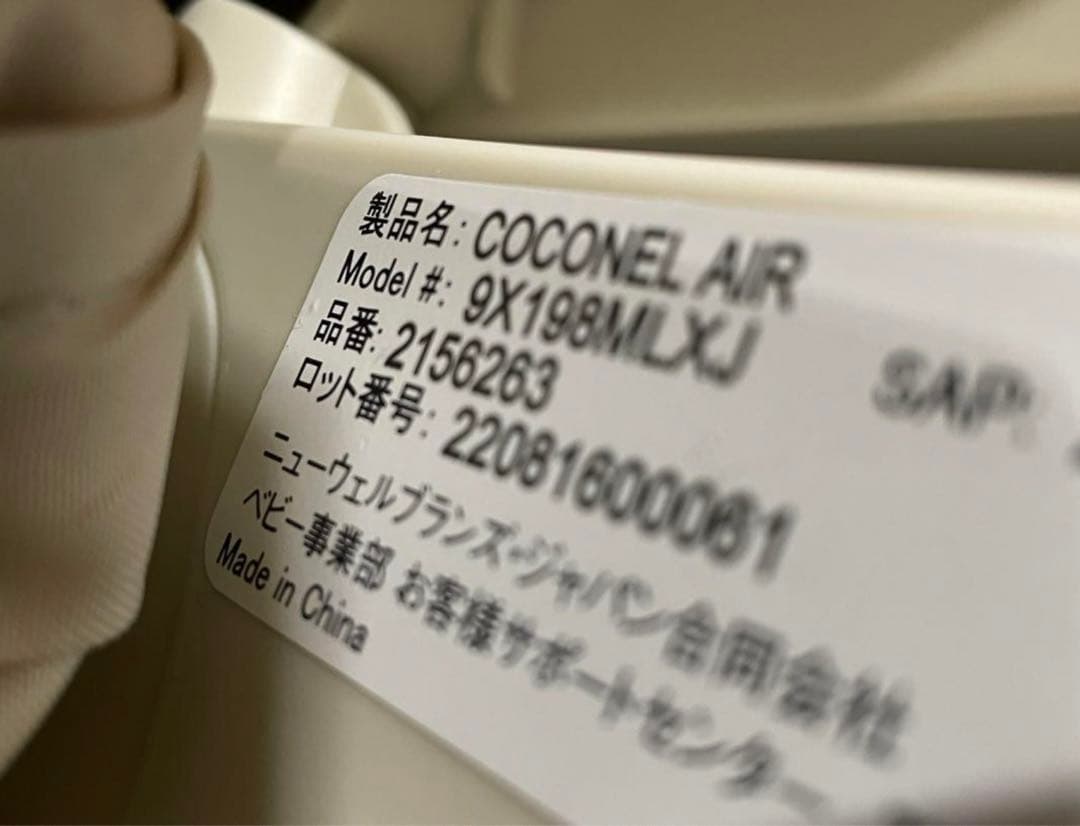 製品名: COCONEL AIR
Model #: 9X198MLXJ
SAP:
品番: 2156263
ロット番号: 220816000061
ニューウェルブランズ・ジャパン合同会社
ベビー事業部 お客様サポートセンター
Made in China